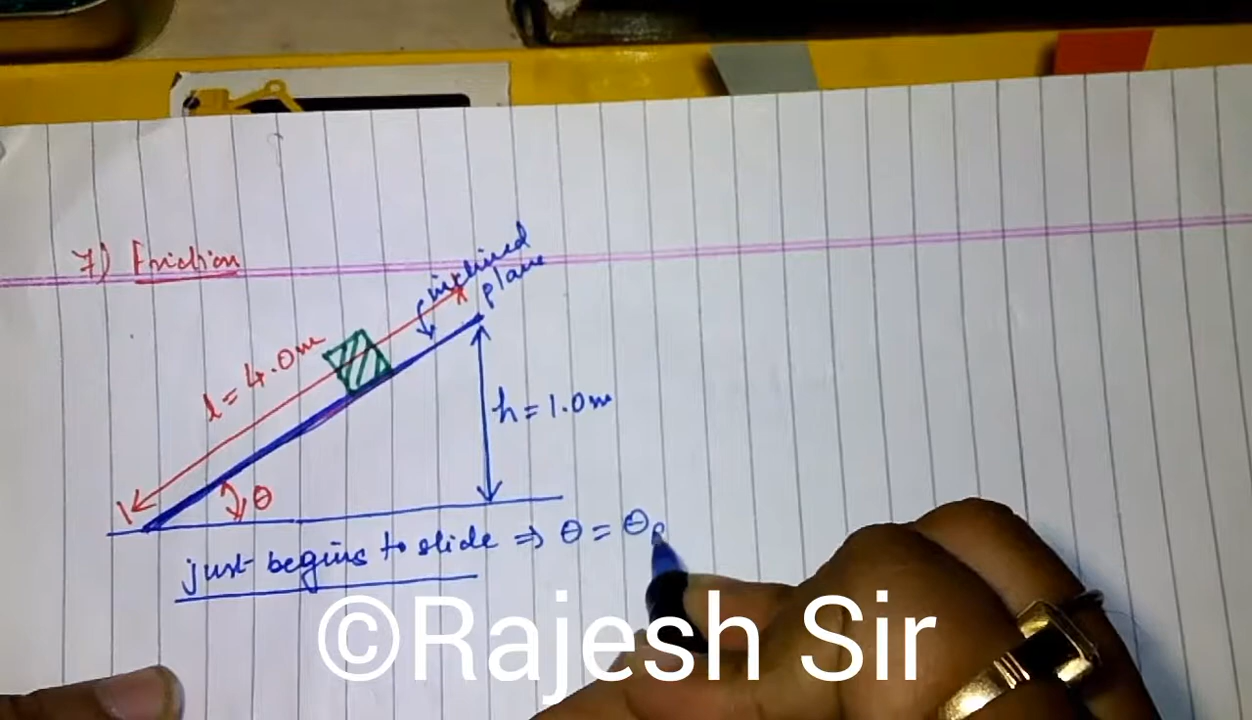 7) Friction
inclined
plane
l = 4.0m
h = 1.0m
θ
just begins to slide ⇒ θ = θ
©Rajesh Sir